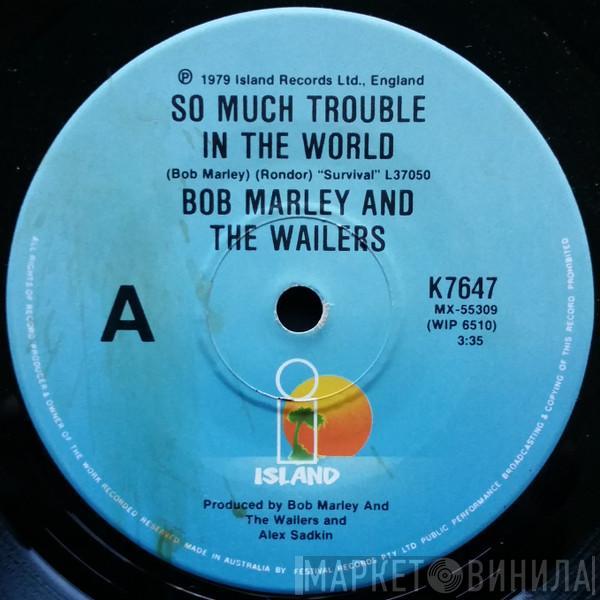 ℗ 1979 Island Records Ltd., England
SO MUCH TROUBLE
IN THE WORLD
(Bob Marley) (Rondor) "Survival" L37050
BOB MARLEY AND
THE WAILERS
A
K7647
MX-55309
(WIP 6510)
3:35
i
ISLAND
Produced by Bob Marley And
The Wailers and
Alex Sadkin
ALL RIGHTS OF RECORD PRODUCER & OWNER OF THE WORK RECORDED RESERVED MADE IN AUSTRALIA BY FESTIVAL RECORDS PTY LTD PUBLIC PERFORMANCE BROADCASTING & COPYING OF THIS RECORD PROHIBITED
МАРКЕТ ВИНИЛА